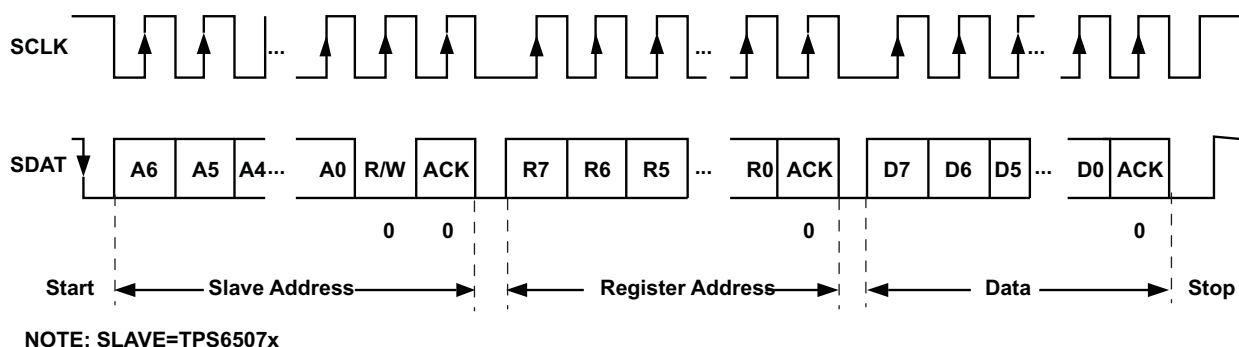 SCLK ... ... ...
SDAT A6 A5 A4... A0 R/W ACK R7 R6 R5 ... R0 ACK D7 D6 D5 ... D0 ACK
0 0 0 0
Start Slave Address Register Address Data Stop
NOTE: SLAVE=TPS6507x